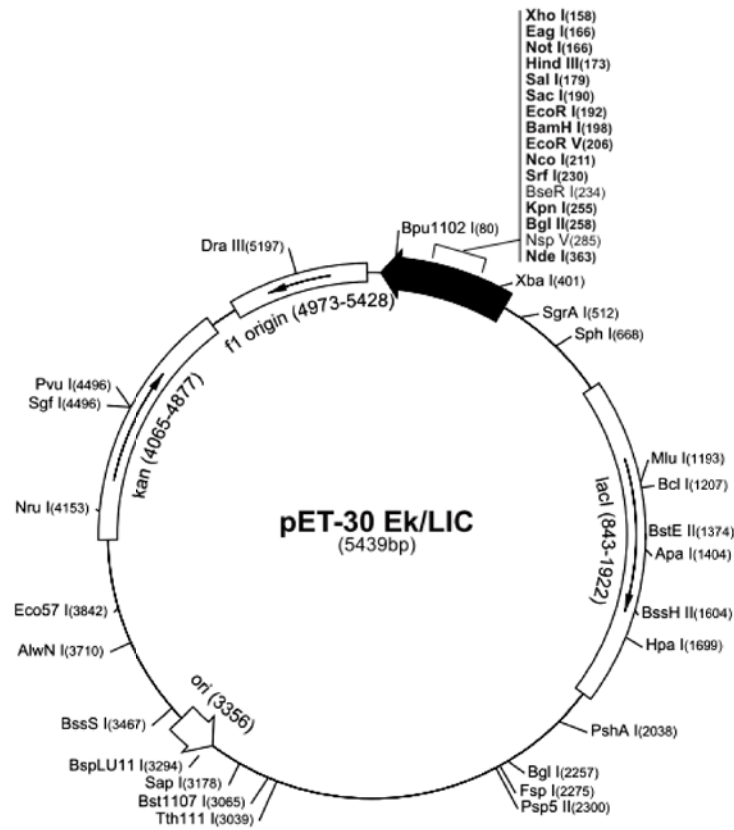 Xho I(158)
Eag I(166)
Not I(166)
Hind III(173)
Sal I(179)
Sac I(190)
EcoR I(192)
BamH I(198)
EcoR V(206)
Nco I(211)
Srf I(230)
BseR I(234)
Kpn I(255)
Bgl II(258)
Nsp V(285)
Nde I(363)
Bpu1102 I(80)
Dra III(5197)
Xba I(401)
SgrA I(512)
Sph I(668)
f1 origin (4973-5428)
Pvu I(4496)
Sgf I(4496)
kan (4065-4877)
Mlu I(1193)
Bcl I(1207)
lacI (843-1922)
Nru I(4153)
pET-30 Ek/LIC
(5439bp)
BstE II(1374)
Apa I(1404)
Eco57 I(3842)
BssH II(1604)
AlwN I(3710)
Hpa I(1699)
ori (3356)
BssS I(3467)
PshA I(2038)
BspLU11 I(3294)
Sap I(3178)
Bst1107 I(3065)
Tth111 I(3039)
Bgl I(2257)
Fsp I(2275)
Psp5 II(2300)